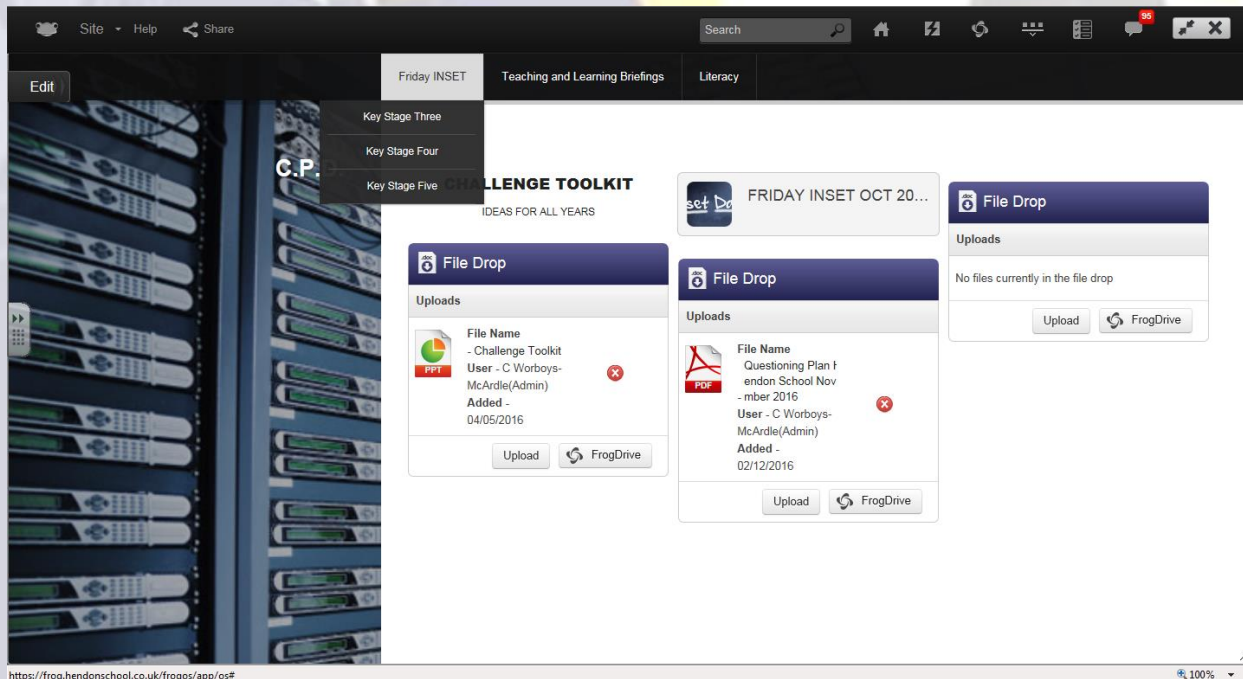 Site
Help
Share
Search
95
Edit
Friday INSET
Teaching and Learning Briefings
Literacy
Key Stage Three
Key Stage Four
Key Stage Five
C.P.D.
CHALLENGE TOOLKIT
IDEAS FOR ALL YEARS
File Drop
Uploads
PPT
File Name
- Challenge Toolkit
User - C Worboys-
McArdle(Admin)
Added -
04/05/2016
Upload
FrogDrive
set Da
FRIDAY INSET OCT 20...
File Drop
Uploads
PDF
File Name
Questioning Plan H
endon School Nov
- mber 2016
User - C Worboys-
McArdle(Admin)
Added -
02/12/2016
Upload
FrogDrive
File Drop
Uploads
No files currently in the file drop
Upload
FrogDrive
https://frog.hendonschool.co.uk/frogos/app/os#
100%